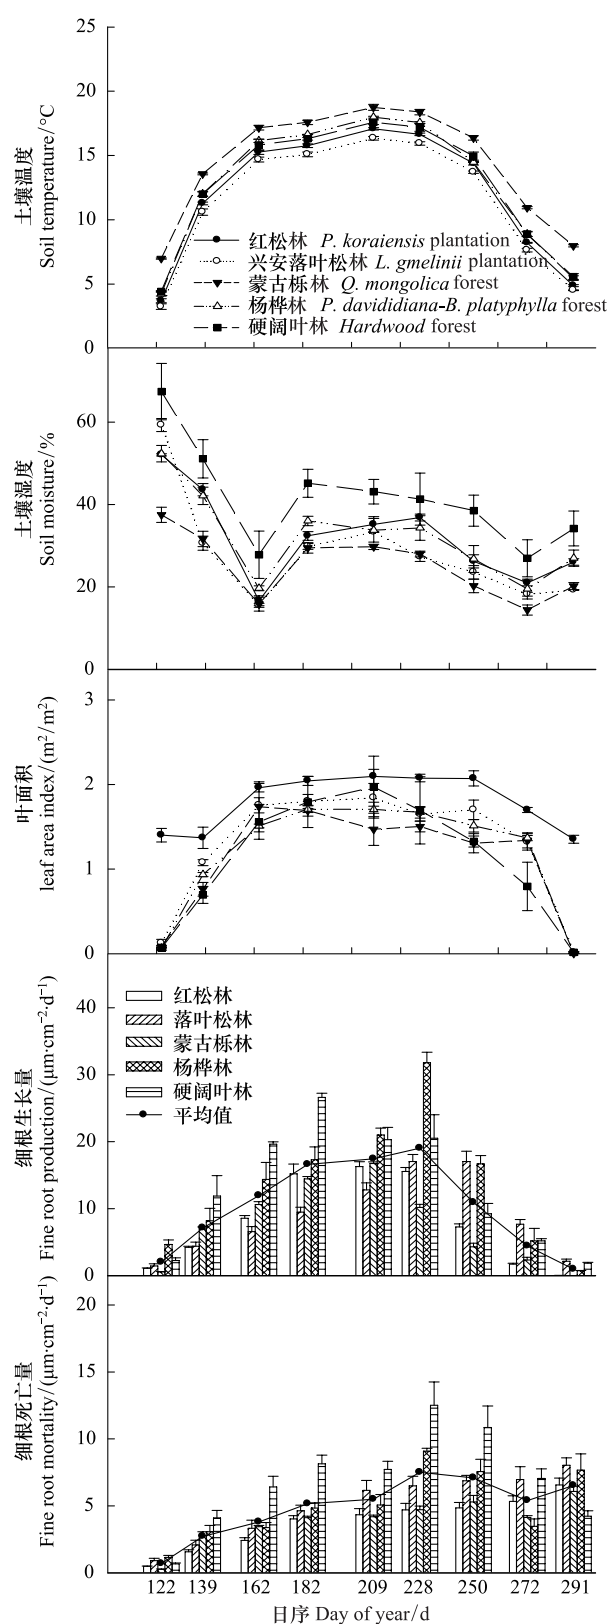 25
20
15
10
5
0
土壤温度
Soil temperature/℃
红松林 P. koraiensis plantation
兴安落叶松林 L. gmelinii plantation
蒙古栎林 Q. mongolica forest
杨桦林 P. davididiana-B. platyphylla forest
硬阔叶林 Hardwood forest
60
40
20
0
土壤湿度
Soil moisture/%
3
2
1
0
叶面积
leaf area index/(m²/m²)
40
30
20
10
0
细根生长量
Fine root production/(μm·cm⁻²·d⁻¹)
红松林
落叶松林
蒙古栎林
杨桦林
硬阔叶林
平均值
20
15
10
5
0
细根死亡量
Fine root mortality/(μm·cm⁻²·d⁻¹)
122 139 162 182 209 228 250 272 291
日序 Day of year/d